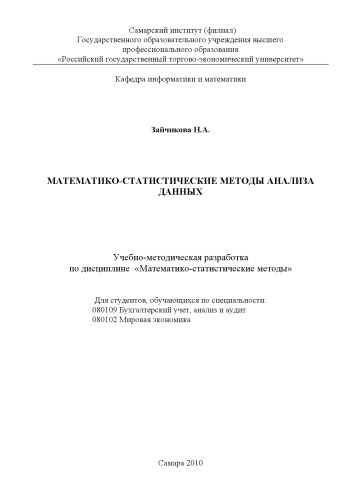 Самарский институт (филиал)
Государственного образовательного учреждения высшего
профессионального образования
«Российский государственный торгово-экономический университет»
Кафедра информатики и математики
Зайчикова Н.А.
МАТЕМАТИКО-СТАТИСТИЧЕСКИЕ МЕТОДЫ АНАЛИЗА
ДАННЫХ
Учебно-методическая разработка
по дисциплине «Математико-статистические методы»
Для студентов, обучающихся по специальности:
080109 Бухгалтерский учет, анализ и аудит
080102 Мировая экономика
Самара 2010